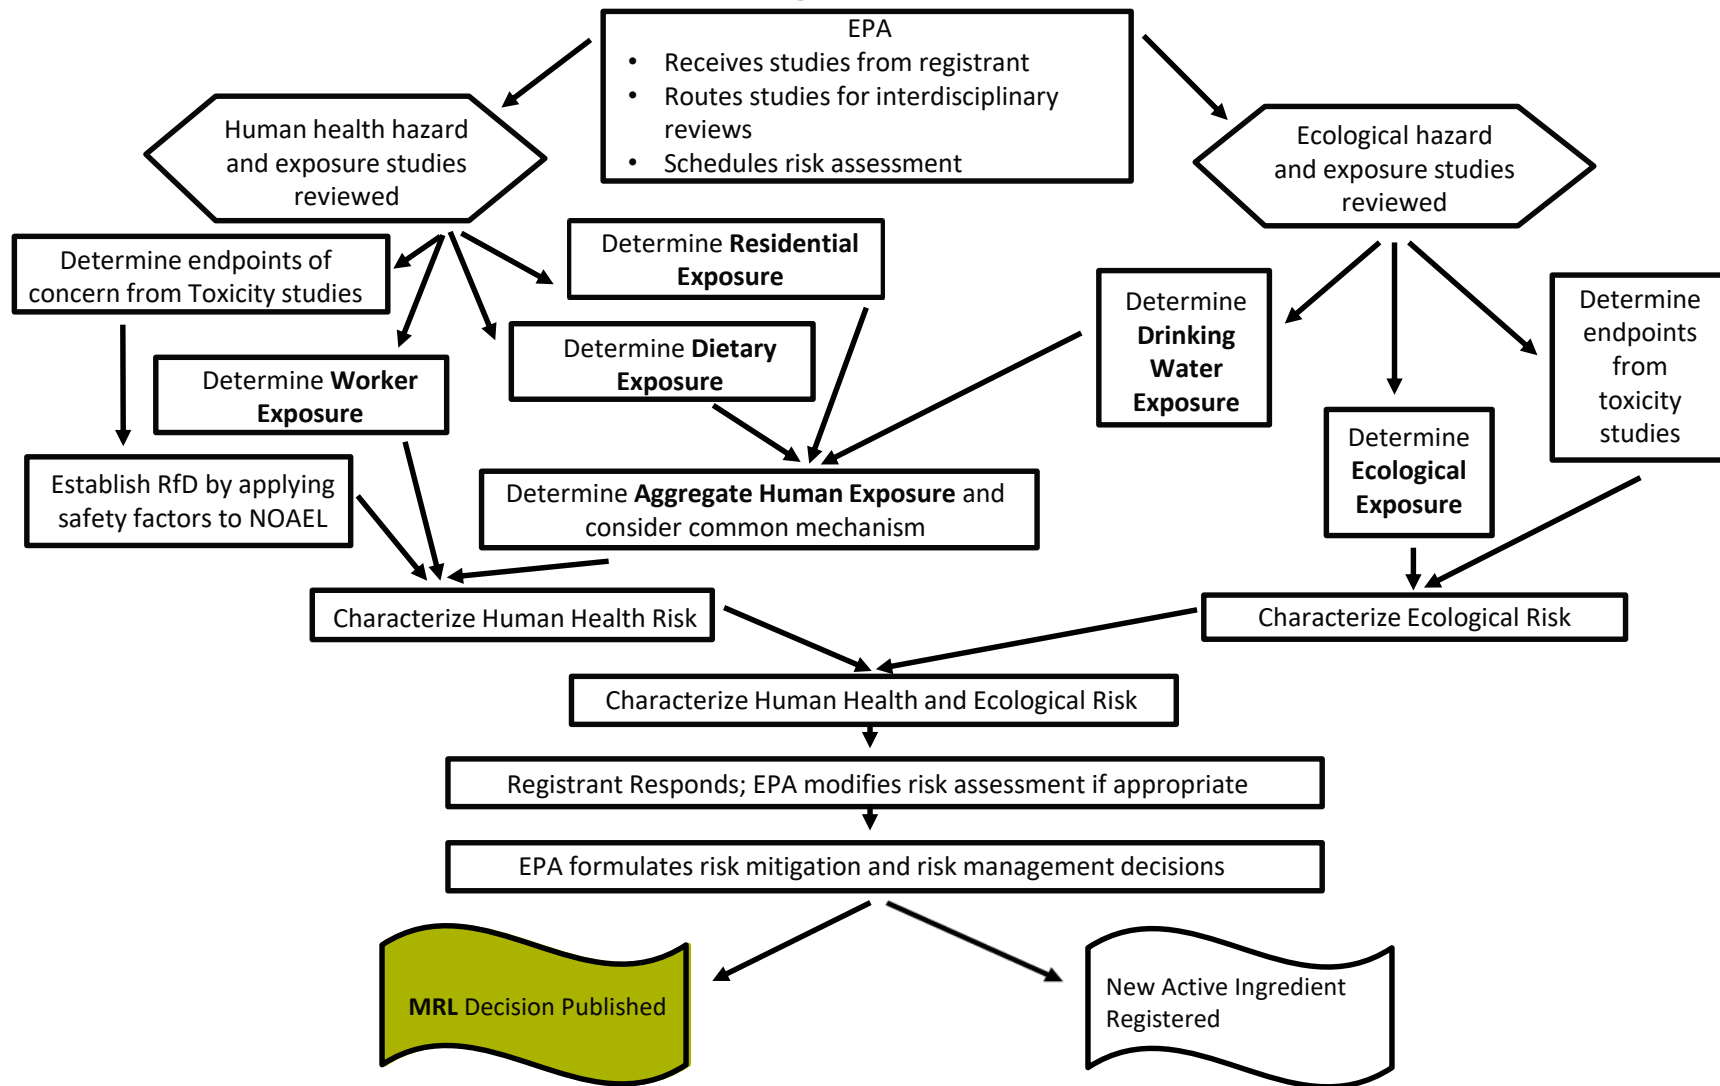 EPA
• Receives studies from registrant
• Routes studies for interdisciplinary
reviews
• Schedules risk assessment
Human health hazard
and exposure studies
reviewed
Ecological hazard
and exposure studies
reviewed
Determine endpoints of
concern from Toxicity studies
Determine Residential
Exposure
Determine Worker
Exposure
Determine Dietary
Exposure
Determine
Drinking
Water
Exposure
Determine
Ecological
Exposure
Determine
endpoints
from
toxicity
studies
Establish RfD by applying
safety factors to NOAEL
Determine Aggregate Human Exposure and
consider common mechanism
Characterize Human Health Risk
Characterize Ecological Risk
Characterize Human Health and Ecological Risk
Registrant Responds; EPA modifies risk assessment if appropriate
EPA formulates risk mitigation and risk management decisions
MRL Decision Published
New Active Ingredient
Registered